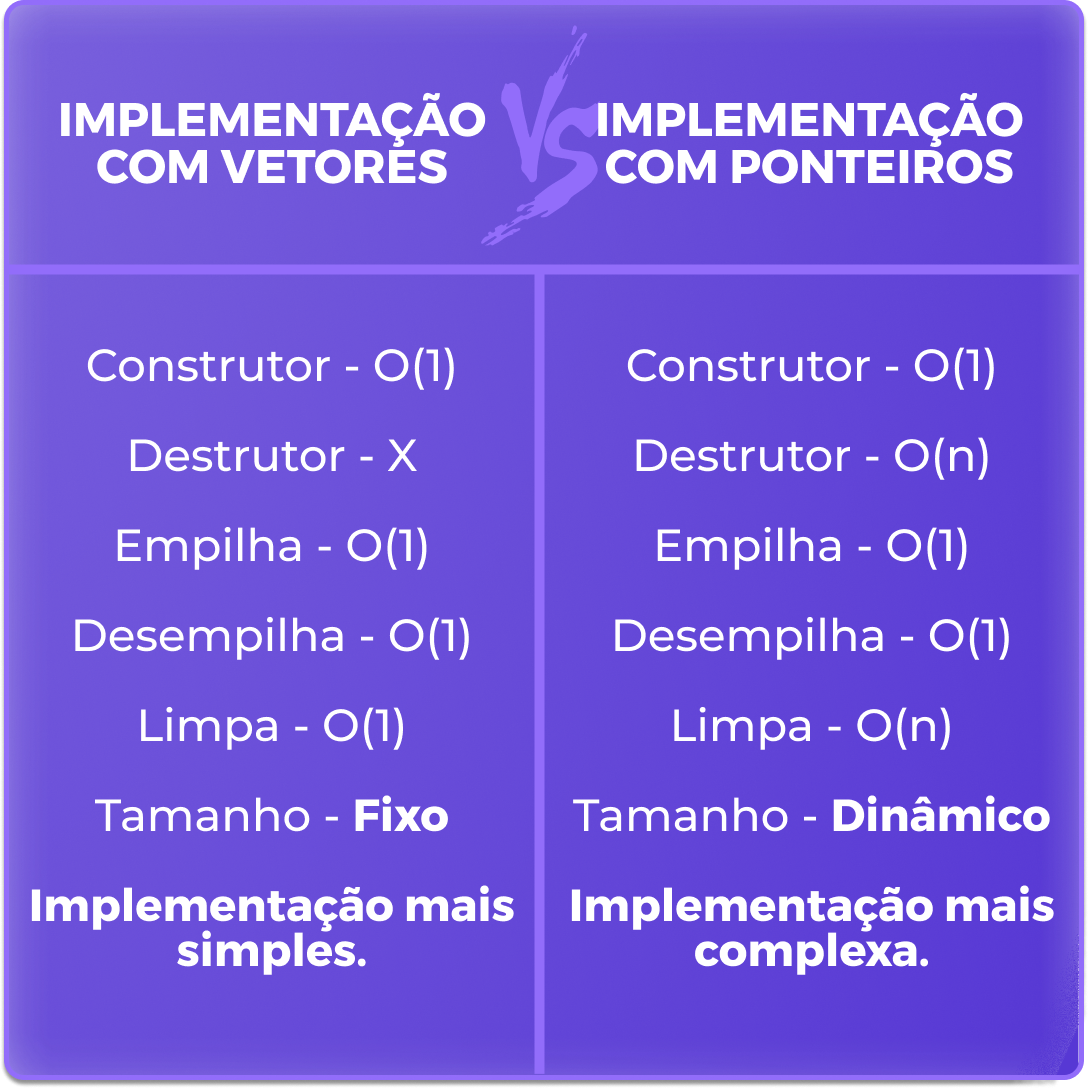 IMPLEMENTAÇÃO
COM VETORES
VS
IMPLEMENTAÇÃO
COM PONTEIROS
Construtor - O(1)
Destrutor - X
Empilha - O(1)
Desempilha - O(1)
Limpa - O(1)
Tamanho - Fixo
Implementação mais
simples.
Construtor - O(1)
Destrutor - O(n)
Empilha - O(1)
Desempilha - O(1)
Limpa - O(n)
Tamanho - Dinâmico
Implementação mais
complexa.